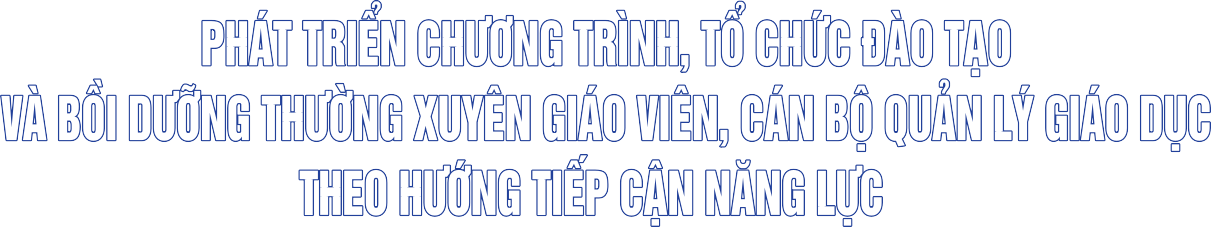 PHÁT TRIỂN CHƯƠNG TRÌNH, TỔ CHỨC ĐÀO TẠO
VÀ BỒI DƯỠNG THƯỜNG XUYÊN GIÁO VIÊN, CÁN BỘ QUẢN LÝ GIÁO DỤC
THEO HƯỚNG TIẾP CẬN NĂNG LỰC